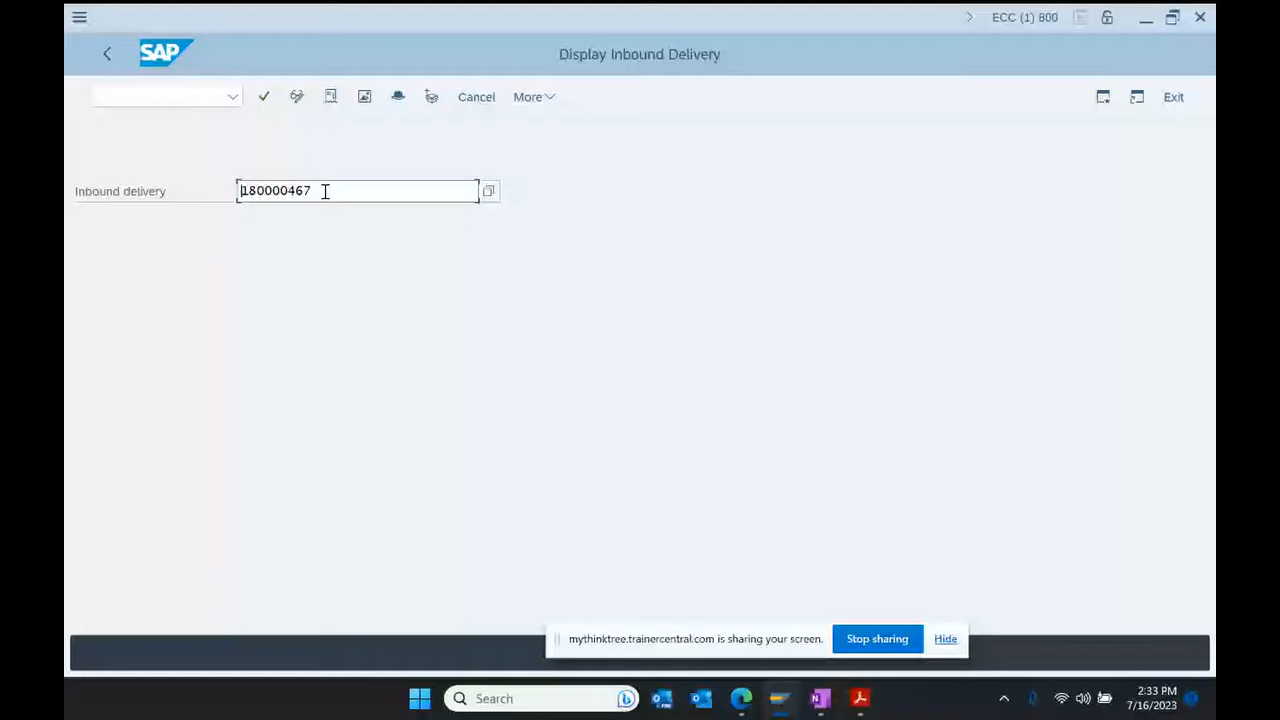 ECC (1) 800
SAP
Display Inbound Delivery
Cancel
More
Exit
Inbound delivery
180000467
mythinktree.trainercentral.com is sharing your screen.
Stop sharing
Hide
Search
2:33 PM
7/16/2023